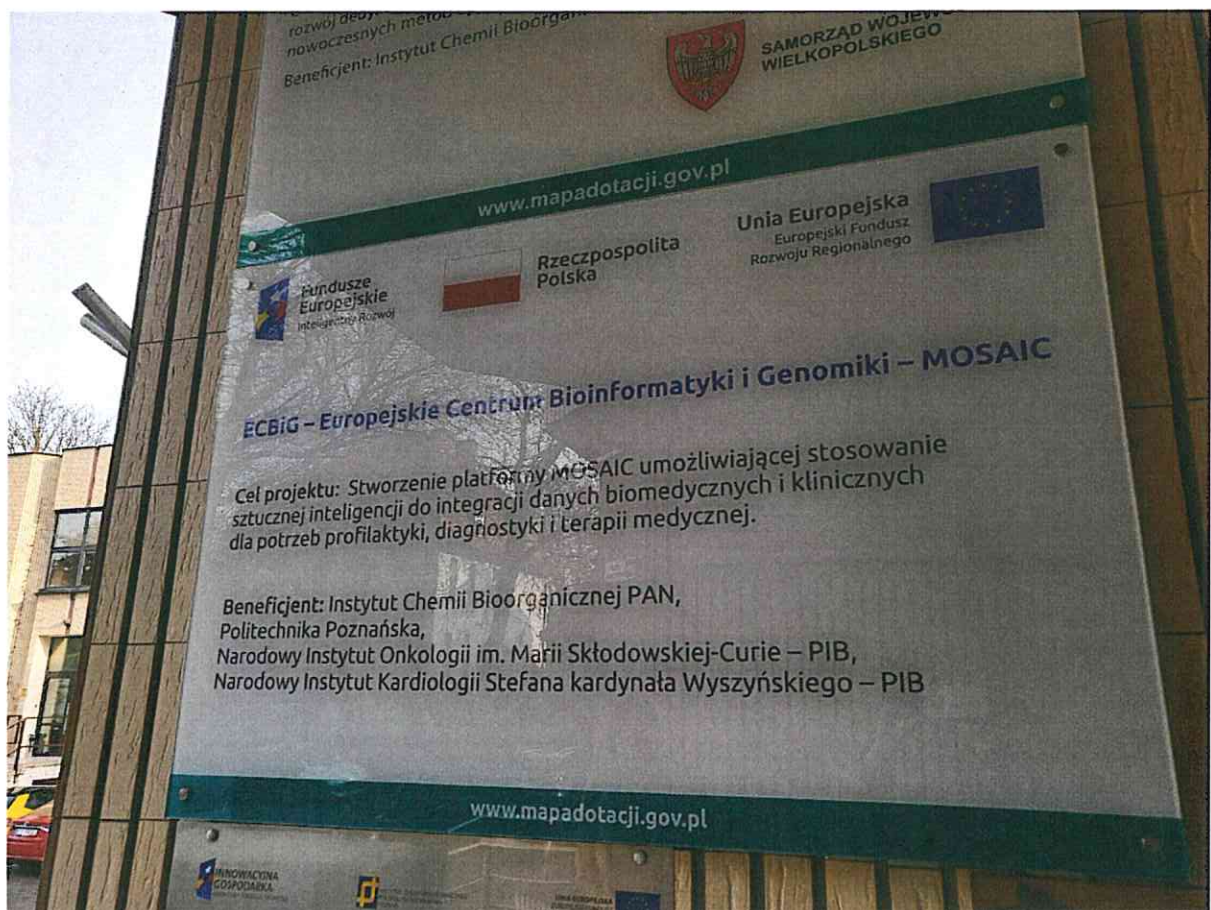 rozwój
nowoczesnych metod
Beneficjent: Instytut Chemii
SAMORZĄD
WIELKOPOLSKIEGO
www.mapadotacji.gov.pl
Fundusze
Europejskie
Inteligentny Rozwój
Rzeczpospolita
Polska
Unia Europejska
Europejski Fundusz
Rozwoju Regionalnego
ECBiG – Europejskie Centrum Bioinformatyki i Genomiki – MOSAIC
Cel projektu: Stworzenie platformy MOSAIC umożliwiającej stosowanie
sztucznej inteligencji do integracji danych biomedycznych i klinicznych
dla potrzeb profilaktyki, diagnostyki i terapii medycznej.
Beneficjent: Instytut Chemii Bioorganicznej PAN,
Politechnika Poznańska,
Narodowy Instytut Onkologii im. Marii Skłodowskiej-Curie – PIB,
Narodowy Instytut Kardiologii Stefana kardynała Wyszyńskiego – PIB
www.mapadotacji.gov.pl
INNOWACYJNA
GOSPODARKA
UNIA EUROPEJSKA